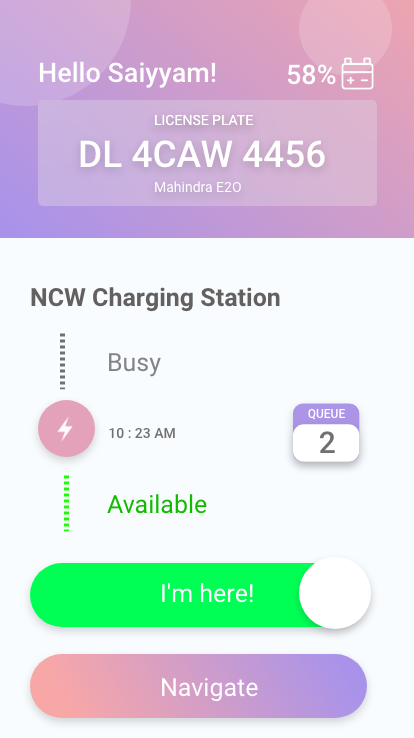 Hello Saiyyam!
58%
LICENSE PLATE
DL 4CAW 4456
Mahindra E2O
NCW Charging Station
Busy
10 : 23 AM
QUEUE
2
Available
I'm here!
Navigate